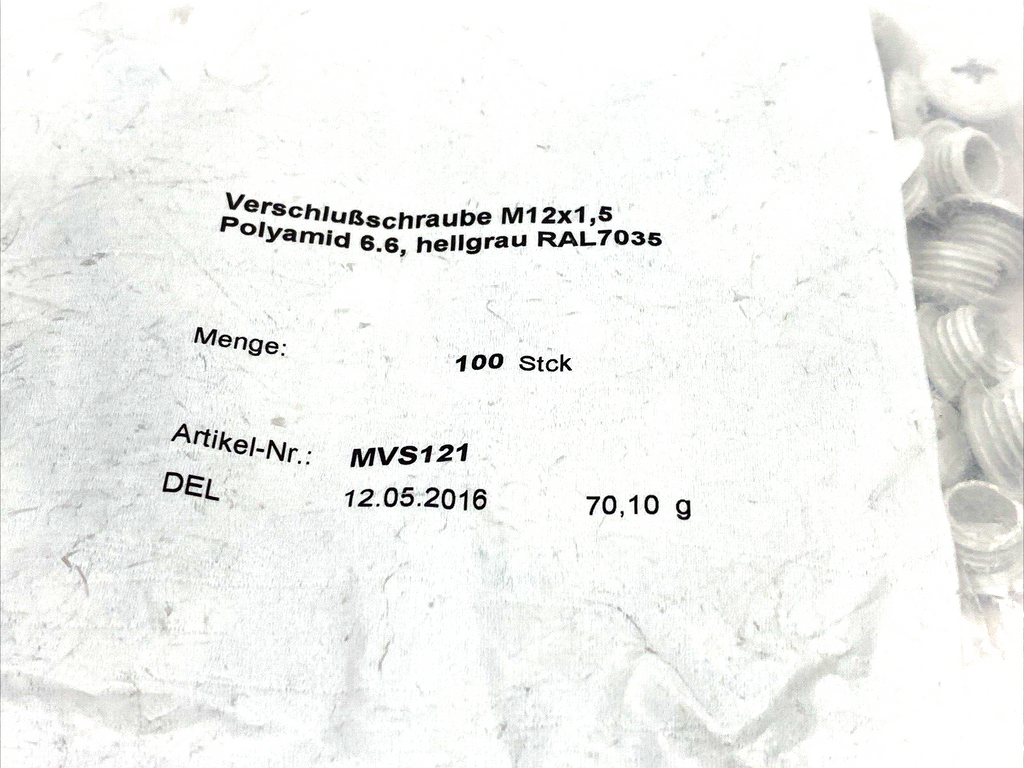 Verschlußschraube M12x1,5
Polyamid 6.6, hellgrau RAL7035
Menge: 100 Stck
Artikel-Nr.: MVS121
DEL 12.05.2016 70,10 g